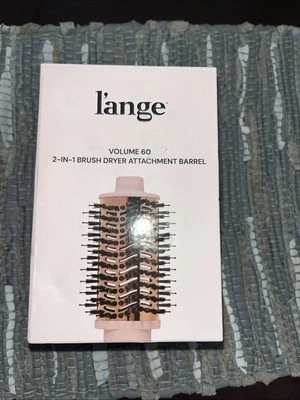 l'ange
VOLUME 60
2-IN-1 BRUSH DRYER ATTACHMENT BARREL